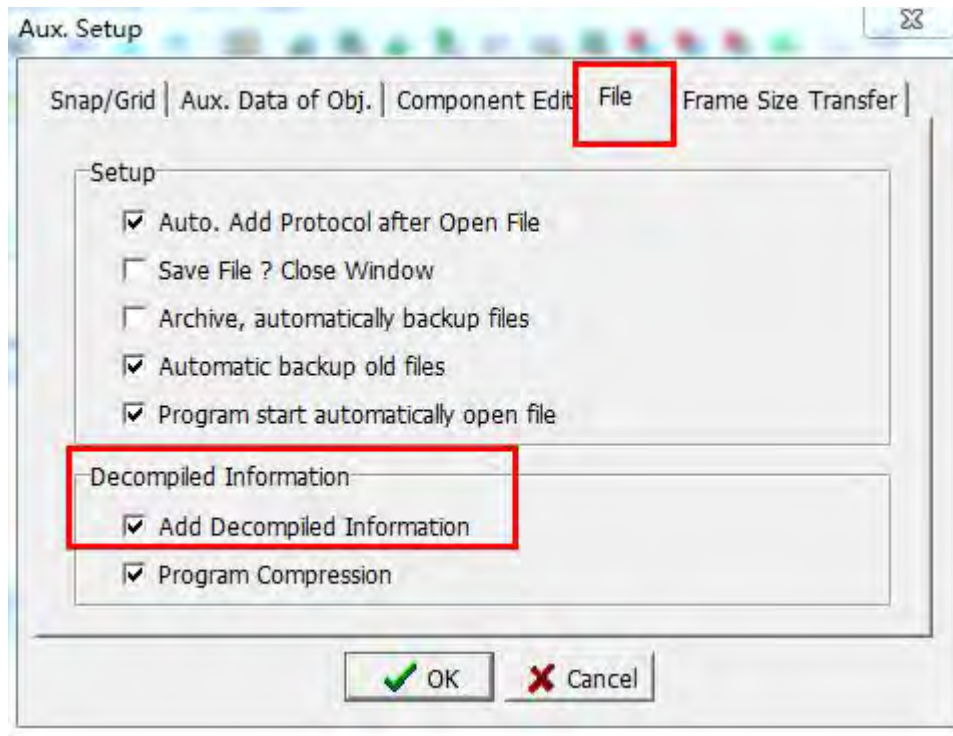 Aux. Setup
Snap/Grid Aux. Data of Obj. Component Edit File Frame Size Transfer
Setup
Auto. Add Protocol after Open File
Save File ? Close Window
Archive, automatically backup files
Automatic backup old files
Program start automatically open file
Decompiled Information
Add Decompiled Information
Program Compression
OK Cancel